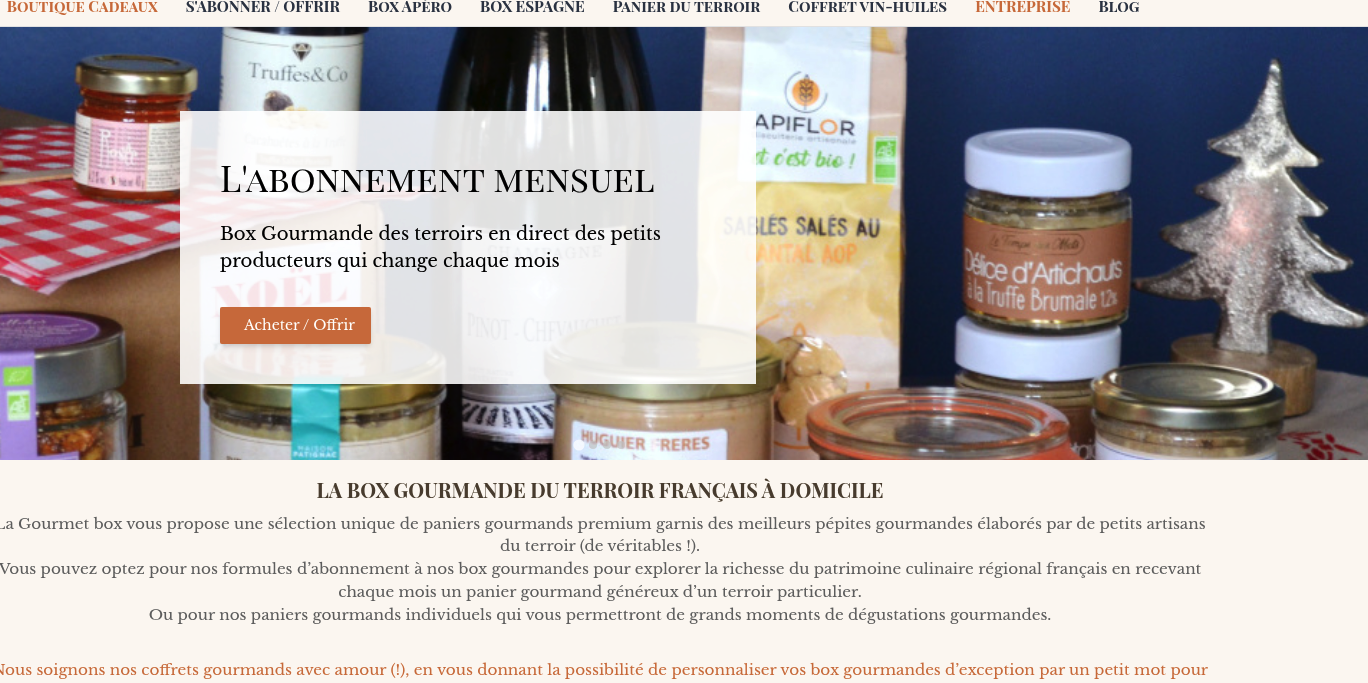 BOUTIQUE CADEAUX S'ABONNER / OFFRIR BOX APÉRO BOX ESPAGNE PANIER DU TERROIR COFFRET VIN-HUILES ENTREPRISE BLOG
Truffes&Co
APIFLOR
biscuiterie artisanale
et c'est bio !
L'ABONNEMENT MENSUEL
Box Gourmande des terroirs en direct des petits
producteurs qui change chaque mois
SABLÉS SALÉS AU
CANTAL AOP
CHAMPAGNE
NOËL
PINOT - CHEVAUCHET
Acheter / Offrir
Délice d'Artichauts
à la Truffe Brumale 1.2%
MAISON
PATIGNAC
HUGUIER FRERES
LA BOX GOURMANDE DU TERROIR FRANÇAIS À DOMICILE
La Gourmet box vous propose une sélection unique de paniers gourmands premium garnis des meilleurs pépites gourmandes élaborés par de petits artisans
du terroir (de véritables !).
Vous pouvez optez pour nos formules d’abonnement à nos box gourmandes pour explorer la richesse du patrimoine culinaire régional français en recevant
chaque mois un panier gourmand généreux d’un terroir particulier.
Ou pour nos paniers gourmands individuels qui vous permettront de grands moments de dégustations gourmandes.
Nous soignons nos coffrets gourmands avec amour (!), en vous donnant la possibilité de personnaliser vos box gourmandes d’exception par un petit mot pour